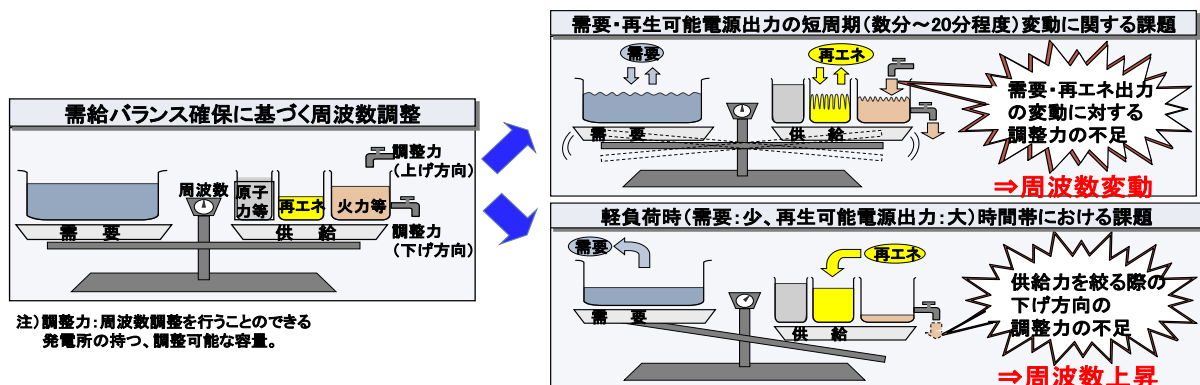 需給バランス確保に基づく周波数調整
調整力
（上げ方向）
周波数
原子
力等
再エネ
火力等
需　要
供　給
調整力
（下げ方向）
注）調整力：周波数調整を行うことのできる
発電所の持つ、調整可能な容量。
需要・再生可能電源出力の短周期（数分～20分程度）変動に関する課題
需要
再エネ
需　要
供　給
需要・再エネ出力
の変動に対する
調整力の不足
⇒周波数変動
軽負荷時（需要：少、再生可能電源出力：大）時間帯における課題
需要
再エネ
需　要
供　給
供給力を絞る際の
下げ方向の
調整力の不足
⇒周波数上昇